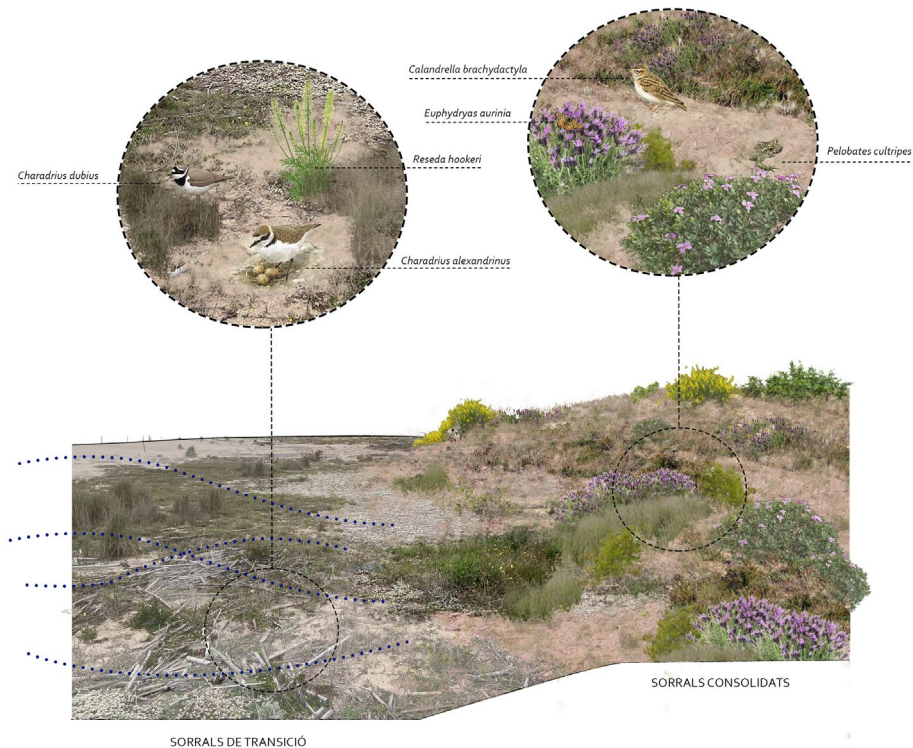 Calandrella brachydactyla
Euphydryas aurinia
Pelobates cultripes
Reseda hookeri
Charadrius dubius
Charadrius alexandrinus
SORRALS CONSOLIDATS
SORRALS DE TRANSICIÓ